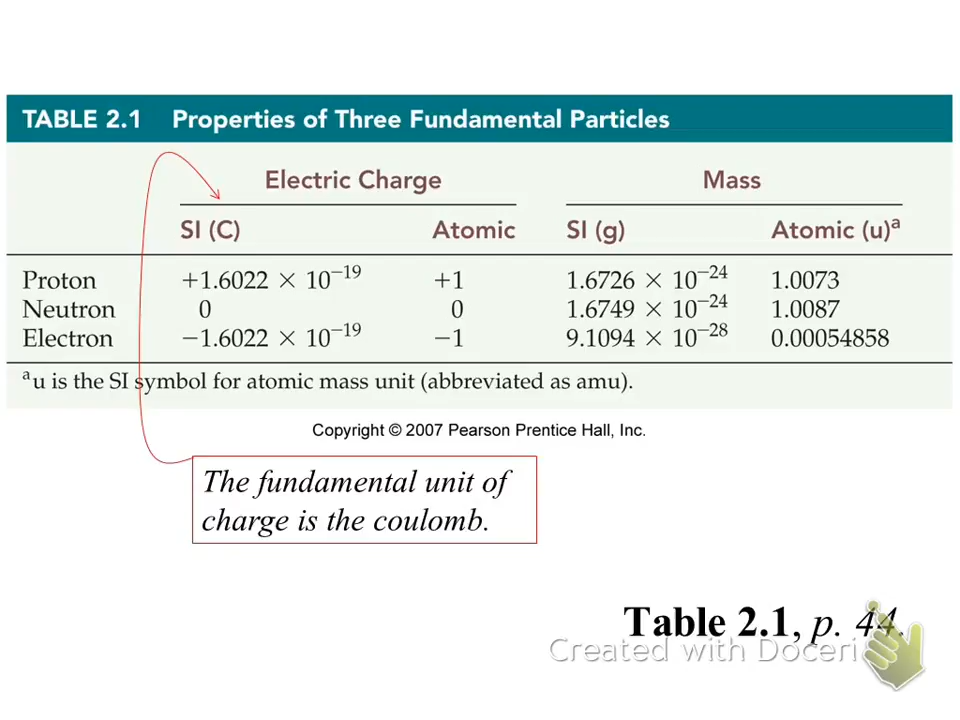 TABLE 2.1 Properties of Three Fundamental Particles
Electric Charge Mass
SI (C) Atomic SI (g) Atomic (u)ᵃ
Proton +1.6022 × 10⁻¹⁹ +1 1.6726 × 10⁻²⁴ 1.0073
Neutron 0 0 1.6749 × 10⁻²⁴ 1.0087
Electron −1.6022 × 10⁻¹⁹ −1 9.1094 × 10⁻²⁸ 0.00054858
ᵃu is the SI symbol for atomic mass unit (abbreviated as amu).
Copyright © 2007 Pearson Prentice Hall, Inc.
The fundamental unit of
charge is the coulomb.
Table 2.1, p. 44.
Created with Doceri